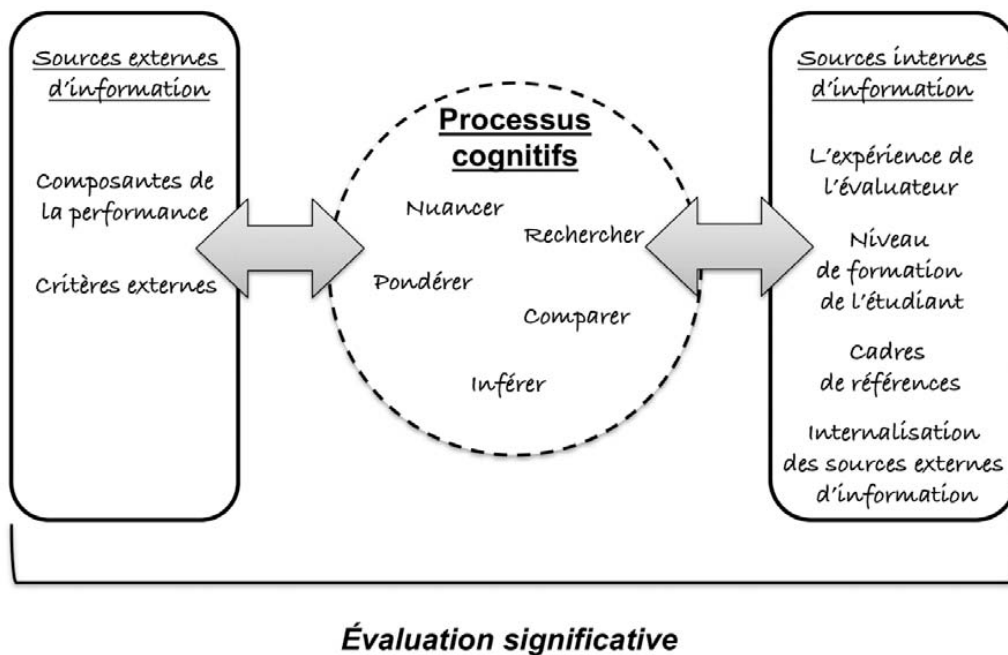 Sources externes
d'information
Composantes de
la performance
Critères externes
Processus
cognitifs
Nuancer
Rechercher
Pondérer
Comparer
Inférer
Sources internes
d'information
L'expérience de
l'évaluateur
Niveau
de formation
de l'étudiant
Cadres
de références
Internalisation
des sources externes
d'information
Évaluation significative